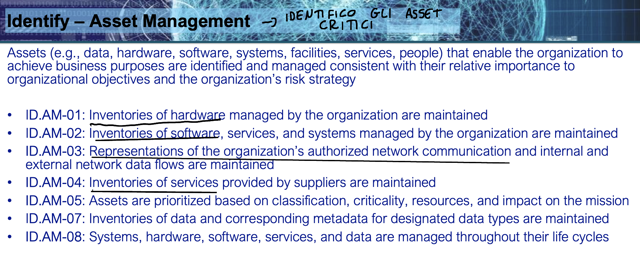 Identify – Asset Management → IDENTIFICO GLI ASSET
CRITICI
Assets (e.g., data, hardware, software, systems, facilities, services, people) that enable the organization to
achieve business purposes are identified and managed consistent with their relative importance to
organizational objectives and the organization's risk strategy
• ID.AM-01: Inventories of hardware managed by the organization are maintained
• ID.AM-02: Inventories of software, services, and systems managed by the organization are maintained
• ID.AM-03: Representations of the organization's authorized network communication and internal and
external network data flows are maintained
• ID.AM-04: Inventories of services provided by suppliers are maintained
• ID.AM-05: Assets are prioritized based on classification, criticality, resources, and impact on the mission
• ID.AM-07: Inventories of data and corresponding metadata for designated data types are maintained
• ID.AM-08: Systems, hardware, software, services, and data are managed throughout their life cycles